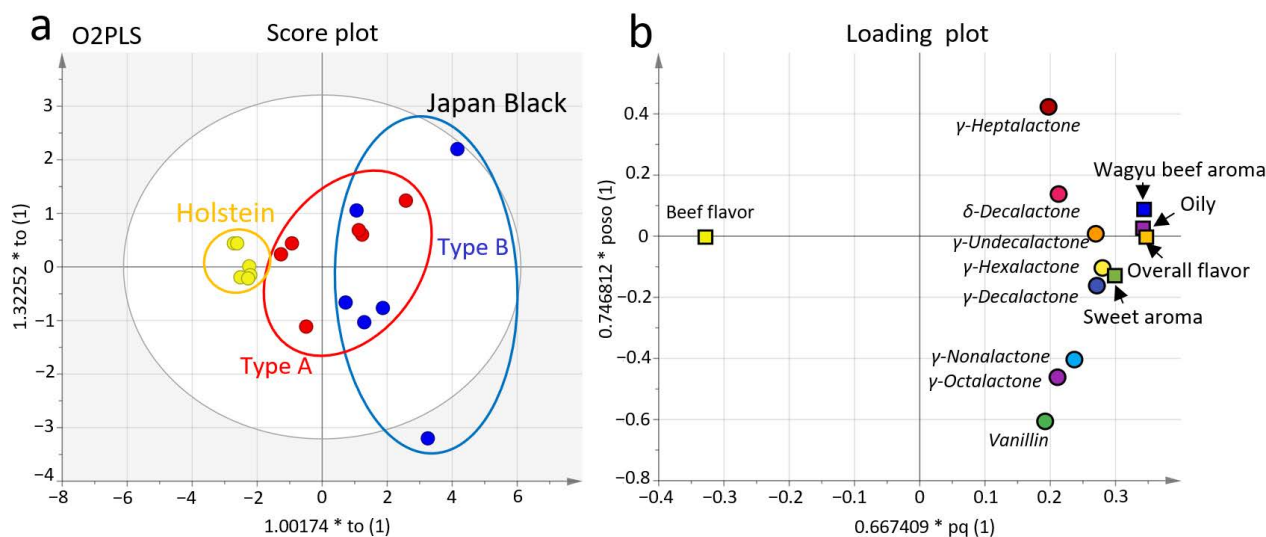 a
O2PLS
Score plot
Japan Black
Holstein
Type B
Type A
3
2
1
0
−1
−2
−3
−4
−8
−6
−4
−2
0
2
4
6
1.32252 * to (1)
1.00174 * to (1)
b
Loading plot
γ-Heptalactone
Wagyu beef aroma
Oily
δ-Decalactone
Beef flavor
γ-Undecalactone
γ-Hexalactone
Overall flavor
γ-Decalactone
Sweet aroma
γ-Nonalactone
γ-Octalactone
Vanillin
0.4
0.2
0
−0.2
−0.4
−0.6
−0.8
−0.4
−0.3
−0.2
−0.1
0
0.1
0.2
0.3
0.746812 * poso (1)
0.667409 * pq (1)